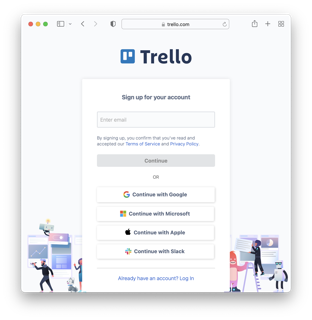 trello.com
Trello
Sign up for your account
Enter email
By signing up, you confirm that you've read and
accepted our Terms of Service and Privacy Policy.
Continue
OR
Continue with Google
Continue with Microsoft
Continue with Apple
Continue with Slack
Already have an account? Log In